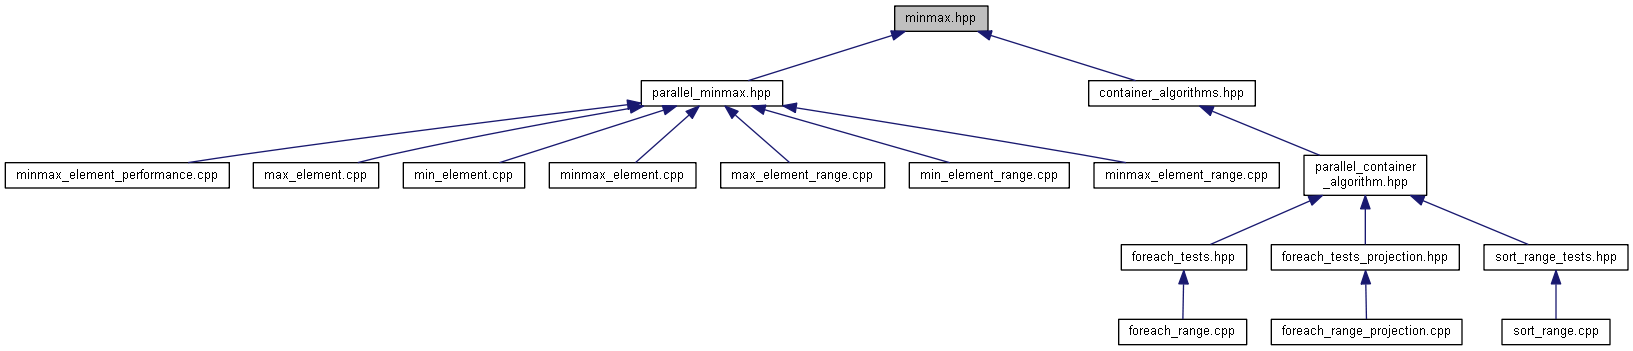 minmax.hpp
parallel_minmax.hpp
container_algorithms.hpp
minmax_element_performance.cpp
max_element.cpp
min_element.cpp
minmax_element.cpp
max_element_range.cpp
min_element_range.cpp
minmax_element_range.cpp
parallel_container
_algorithm.hpp
foreach_tests.hpp
foreach_tests_projection.hpp
sort_range_tests.hpp
foreach_range.cpp
foreach_range_projection.cpp
sort_range.cpp